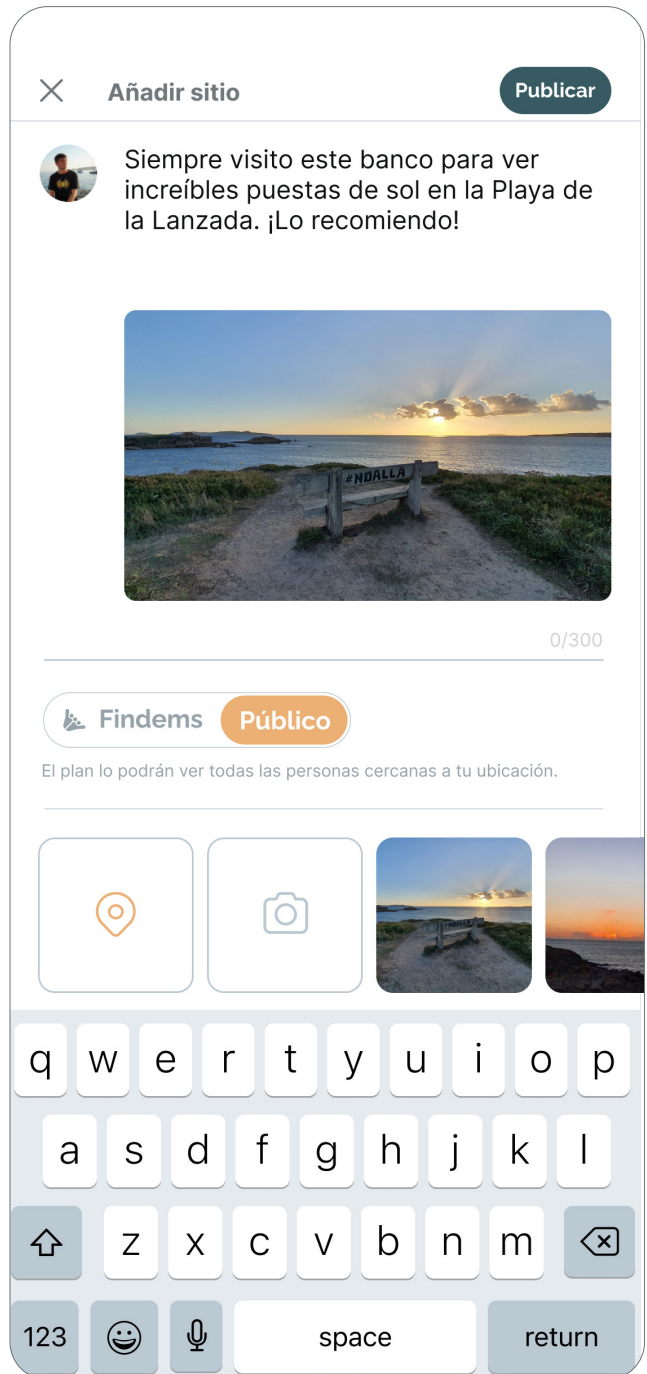 Añadir sitio
Publicar
Siempre visito este banco para ver
increíbles puestas de sol en la Playa de
la Lanzada. ¡Lo recomiendo!
#NOALLA
0/300
Findems
Público
El plan lo podrán ver todas las personas cercanas a tu ubicación.
#NOALLA
q w e r t y u i o p
a s d f g h j k l
z x c v b n m
123
space
return